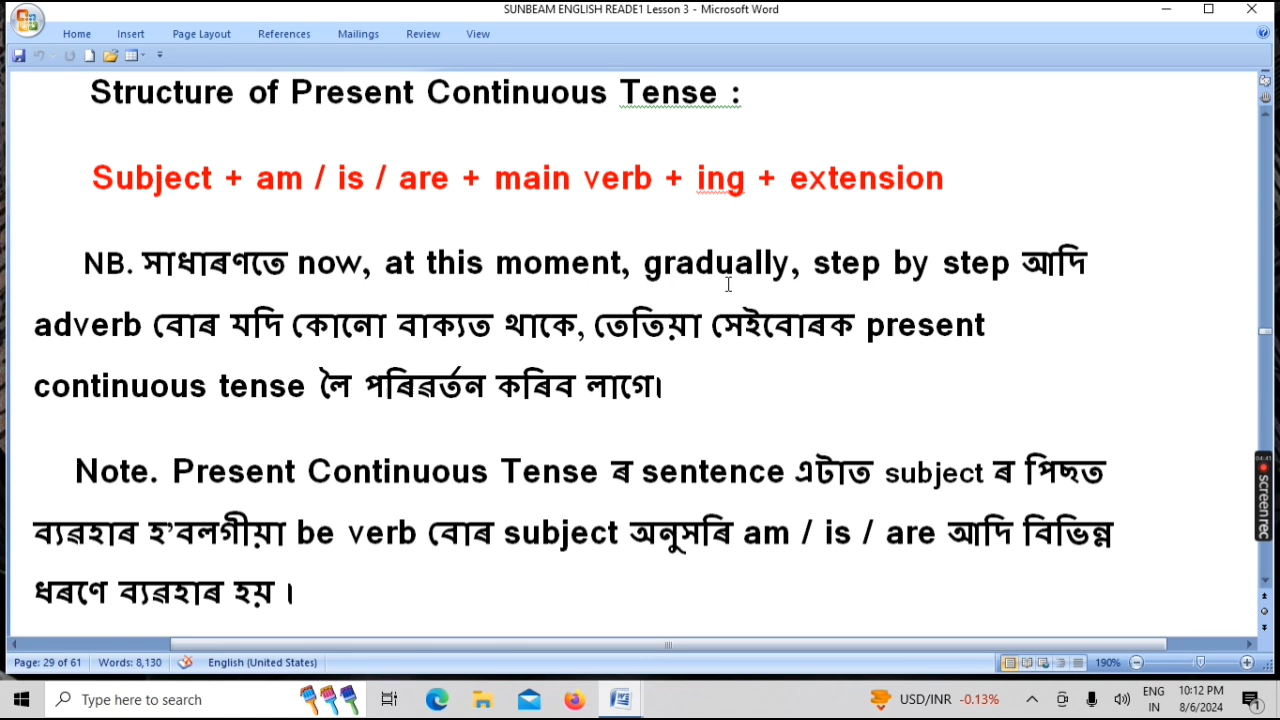 SUNBEAM ENGLISH READE1 Lesson 3 - Microsoft Word
Home Insert Page Layout References Mailings Review View
Structure of Present Continuous Tense :
Subject + am / is / are + main verb + ing + extension
NB. সাধাৰণতে now, at this moment, gradually, step by step আদি
adverb বোৰ যদি কোনো বাক্যত থাকে, তেতিয়া সেইবোৰক present
continuous tense লৈ পৰিৱৰ্তন কৰিব লাগে।
Note. Present Continuous Tense ৰ sentence এটাত subject ৰ পিছত
ব্যৱহাৰ হ’বলগীয়া be verb বোৰ subject অনুসৰি am / is / are আদি বিভিন্ন
ধৰণে ব্যৱহাৰ হয় ।
04:41
screen rec
Page: 29 of 61 Words: 8,130 English (United States) 190%
Type here to search USD/INR -0.13% ENG IN 10:12 PM 8/6/2024 1